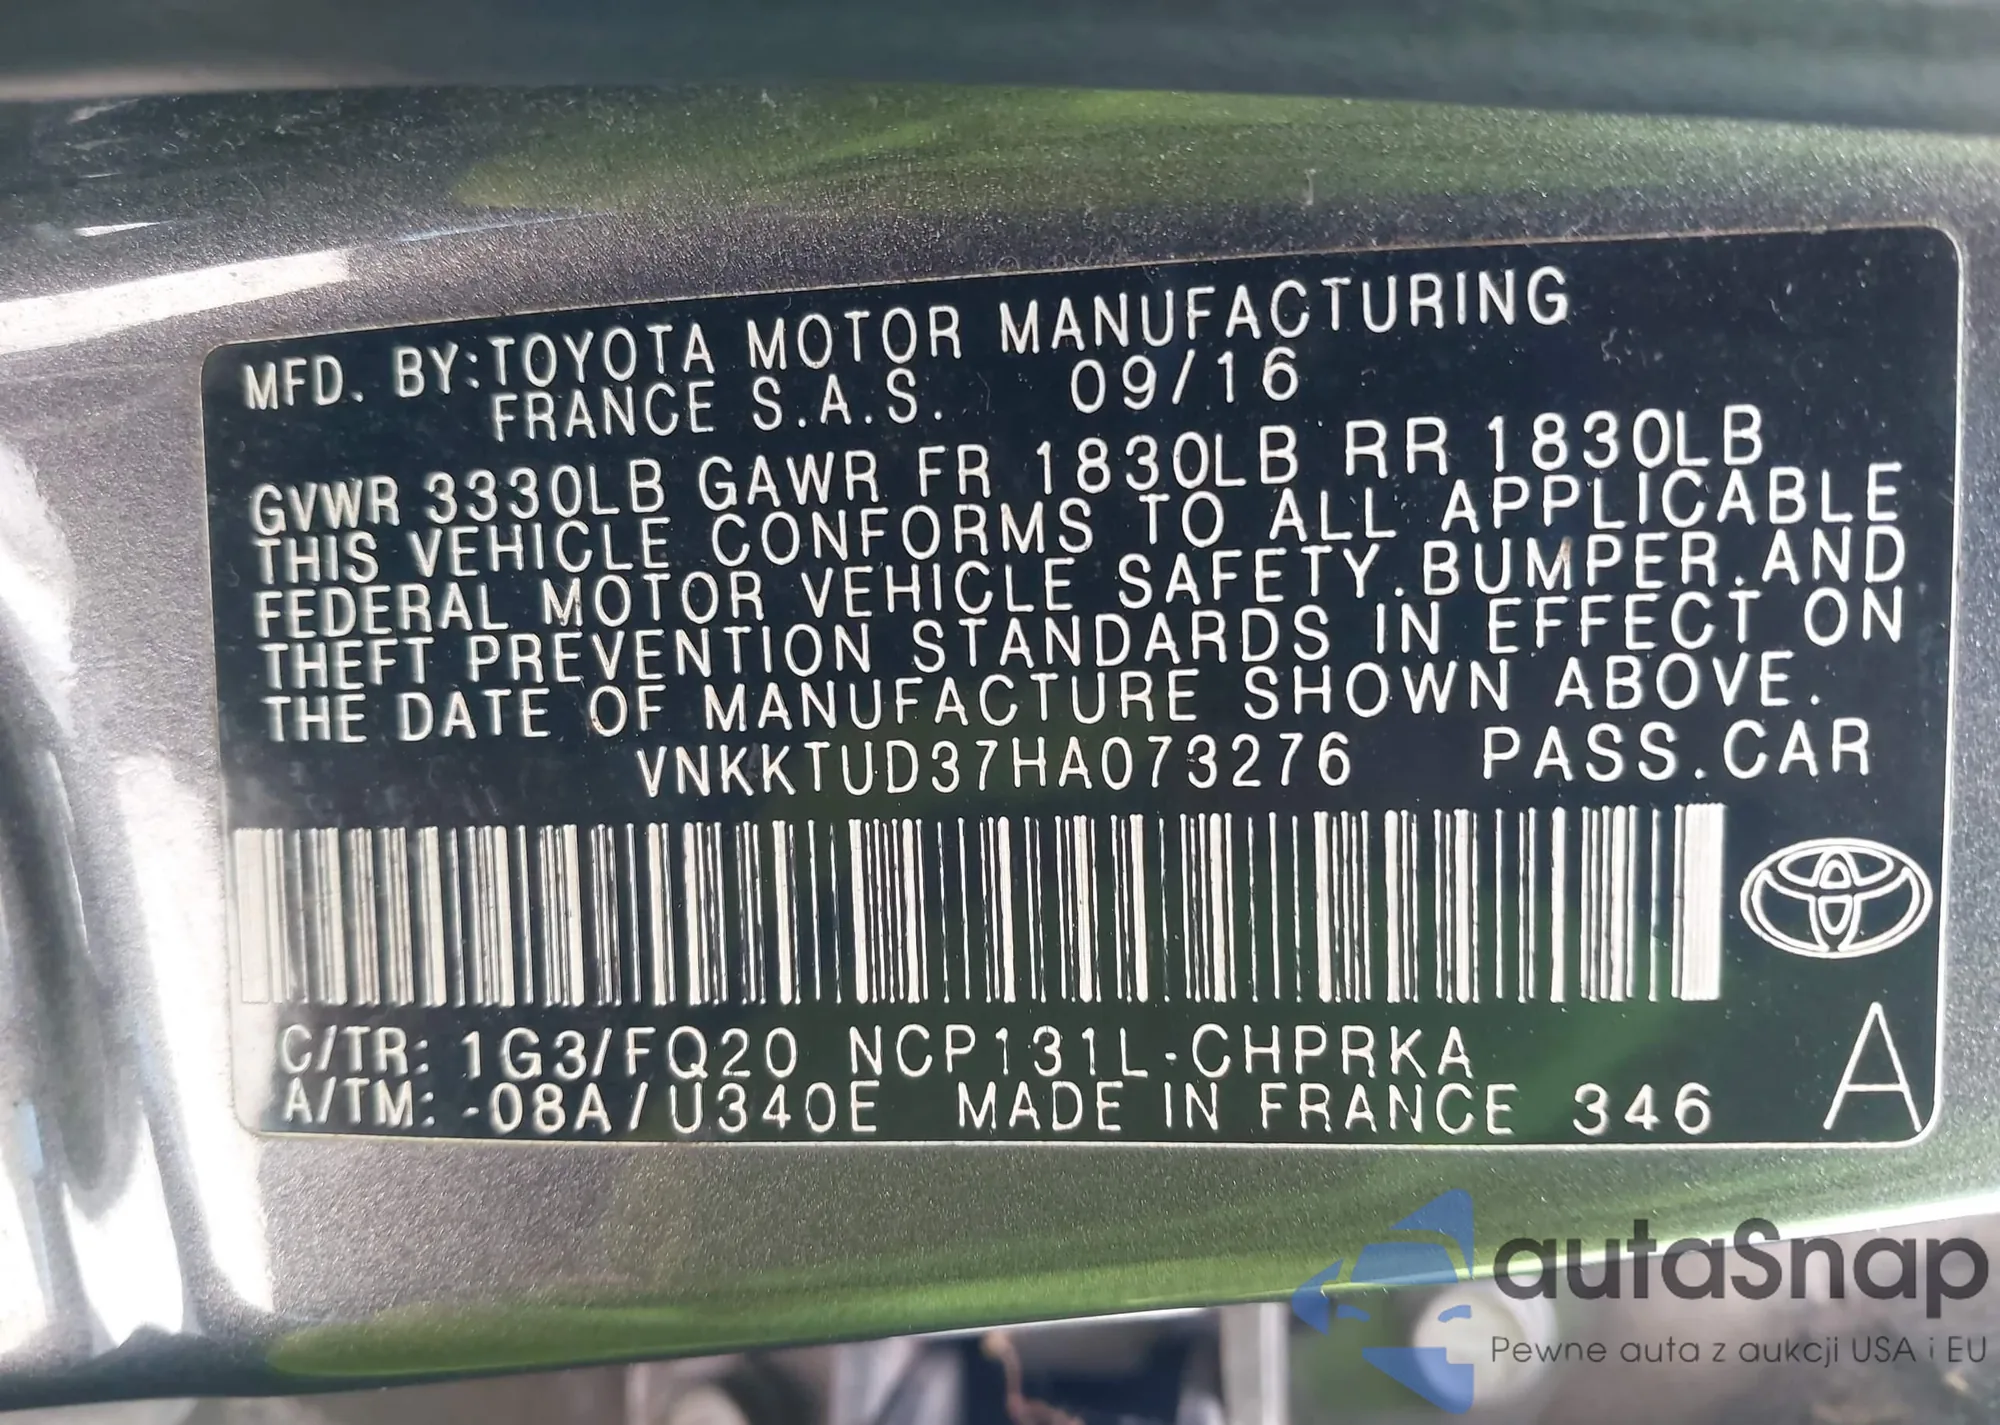 MFD. BY:TOYOTA MOTOR MANUFACTURING
FRANCE S.A.S. 09/16
GVWR 3330LB GAWR FR 1830LB RR 1830LB
THIS VEHICLE CONFORMS TO ALL APPLICABLE
FEDERAL MOTOR VEHICLE SAFETY.BUMPER.AND
THEFT PREVENTION STANDARDS IN EFFECT ON
THE DATE OF MANUFACTURE SHOWN ABOVE.
VNKKTUD37HA073276 PASS.CAR
C/TR: 1G3/FQ20 NCP131L-CHPRKA
A/TM: -08A/U340E MADE IN FRANCE 346
A
autaSnap
Pewne auta z aukcji USA i EU